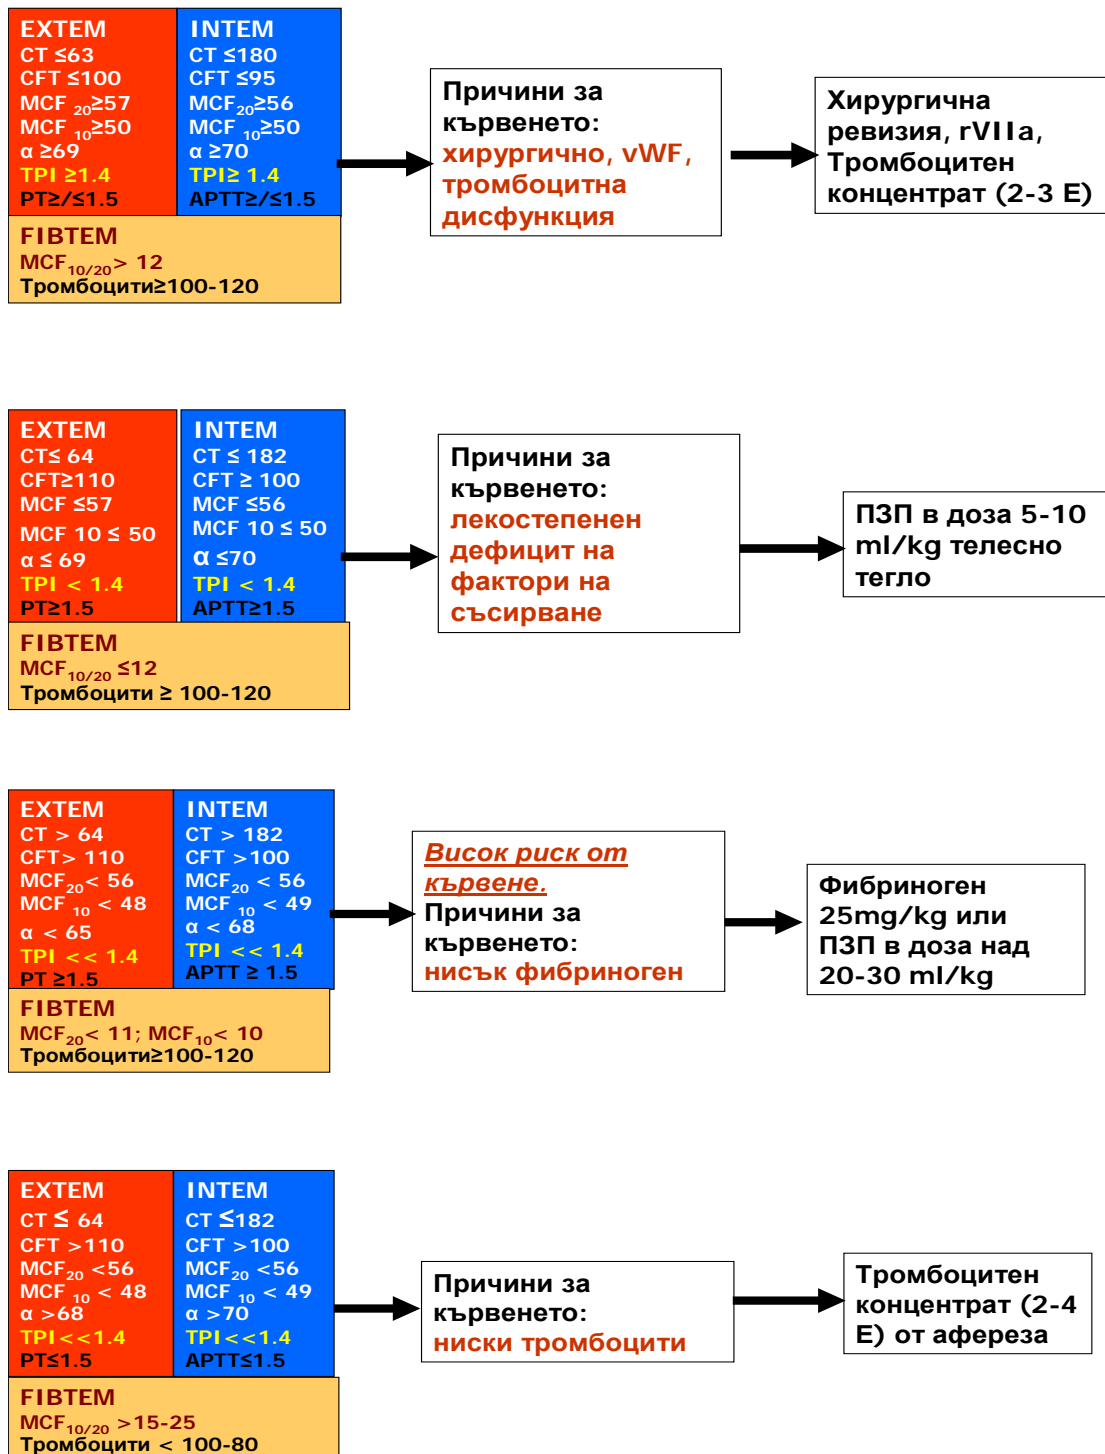 EXTEM
CT ≤63
CFT ≤100
MCF 20≥57
MCF 10≥50
α ≥69
TPI ≥1.4
PT≥/≤1.5
INTEM
CT ≤180
CFT ≤95
MCF20≥56
MCF 10≥50
α ≥70
TPI≥ 1.4
APTT≥/≤1.5
FIBTEM
MCF10/20> 12
Тромбоцити≥100-120
Причини за
кървенето:
хирургично, vWF,
тромбоцитна
дисфункция
Хирургична
ревизия, rVIIa,
Тромбоцитен
концентрат (2-3 Е)
EXTEM
CT≤ 64
CFT≥110
MCF ≤57
MCF 10 ≤ 50
α ≤ 69
TPI < 1.4
PT≥1.5
INTEM
CT ≤ 182
CFT ≥ 100
MCF ≤56
MCF 10 ≤ 50
α ≤70
TPI < 1.4
APTT≥1.5
FIBTEM
MCF10/20 ≤12
Тромбоцити ≥ 100-120
Причини за
кървенето:
лекостепенен
дефицит на
фактори на
съсирване
ПЗП в доза 5-10
ml/kg телесно
тегло
EXTEM
CT > 64
CFT> 110
MCF20< 56
MCF 10 < 48
α < 65
TPI << 1.4
PT ≥1.5
INTEM
CT > 182
CFT >100
MCF20 < 56
MCF 10 < 49
α < 68
TPI << 1.4
APTT ≥ 1.5
FIBTEM
MCF20< 11; MCF10< 10
Тромбоцити≥100-120
Висок риск от
кървене.
Причини за
кървенето:
нисък фибриноген
Фибриноген
25mg/kg или
ПЗП в доза над
20-30 ml/kg
EXTEM
CT ≤ 64
CFT >110
MCF20 <56
MCF 10 < 48
α >68
TPI<<1.4
PT≤1.5
INTEM
CT ≤182
CFT >100
MCF20 <56
MCF 10 < 49
α >70
TPI<<1.4
APTT≤1.5
FIBTEM
MCF10/20 >15-25
Тромбоцити < 100-80
Причини за
кървенето:
ниски тромбоцити
Тромбоцитен
концентрат (2-4
Е) от афереза